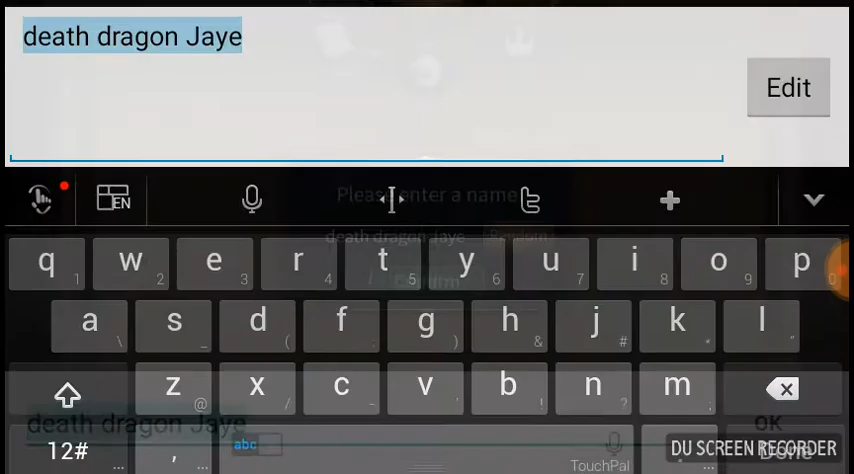 death dragon Jaye
Edit
EN
Please enter a name
death dragon Jaye Random
Confirm
q 1 w 2 e 3 r 4 t 5 y 6 u 7 i 8 o 9 p 0
a \ s _ d ( f : g ) h & j # k * l "
z @ x / c - v ' b ! n ? m ;
death dragon Jaye OK
12# ... , ... abc TouchPal . ... Done
DU SCREEN RECORDER